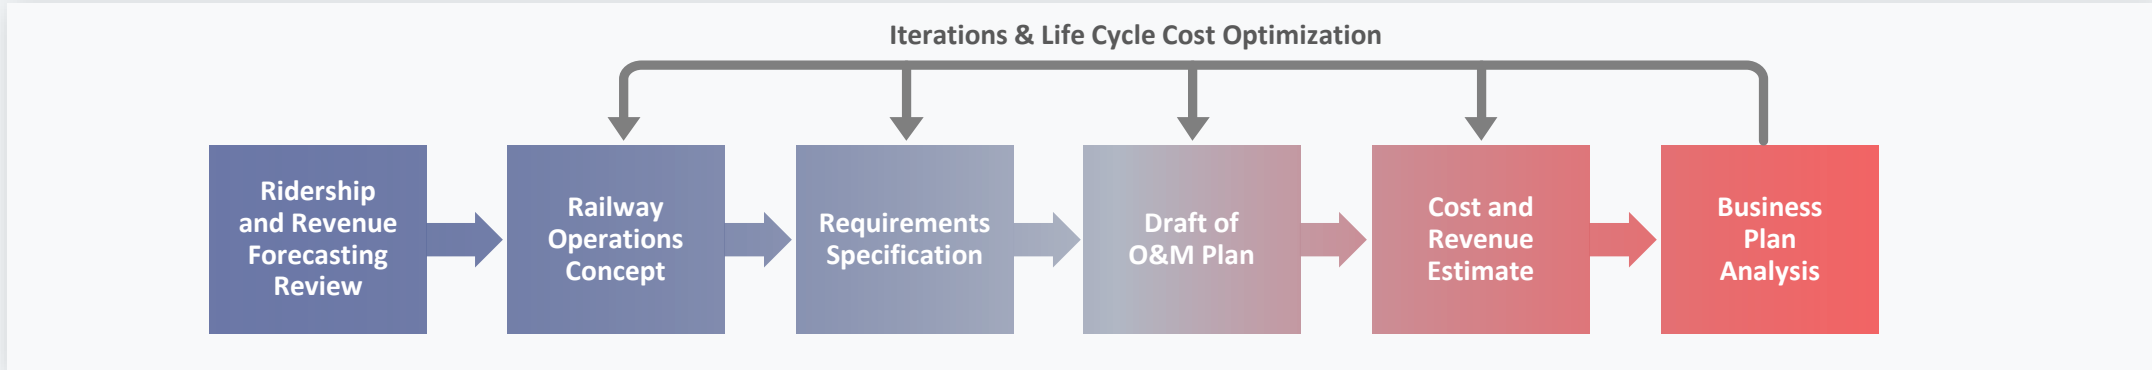 Iterations & Life Cycle Cost Optimization
Ridership
and Revenue
Forecasting
Review
Railway
Operations
Concept
Requirements
Specification
Draft of
O&M Plan
Cost and
Revenue
Estimate
Business
Plan
Analysis